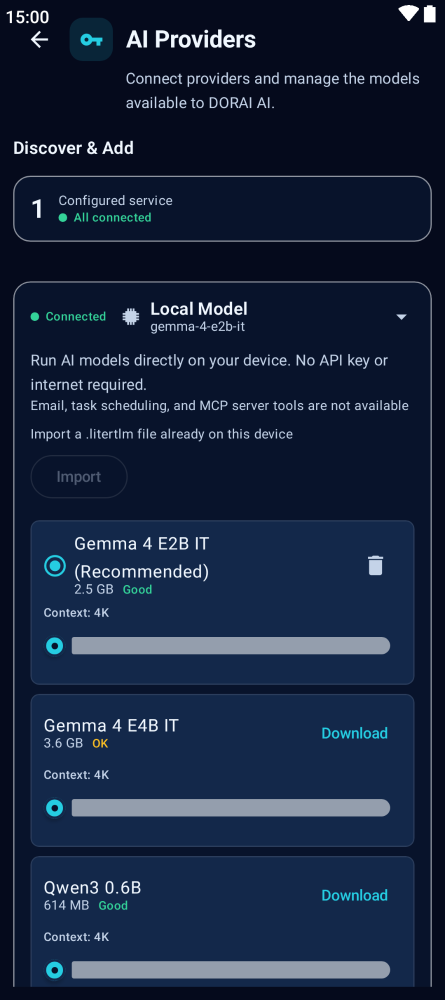 15:00
AI Providers
Connect providers and manage the models
available to DORAI AI.
Discover & Add
1
Configured service
All connected
Connected
Local Model
gemma-4-e2b-it
Run AI models directly on your device. No API key or
internet required.
Email, task scheduling, and MCP server tools are not available
Import a .litertlm file already on this device
Import
Gemma 4 E2B IT
(Recommended)
2.5 GB Good
Context: 4K
Gemma 4 E4B IT
3.6 GB OK
Download
Context: 4K
Qwen3 0.6B
614 MB Good
Download
Context: 4K